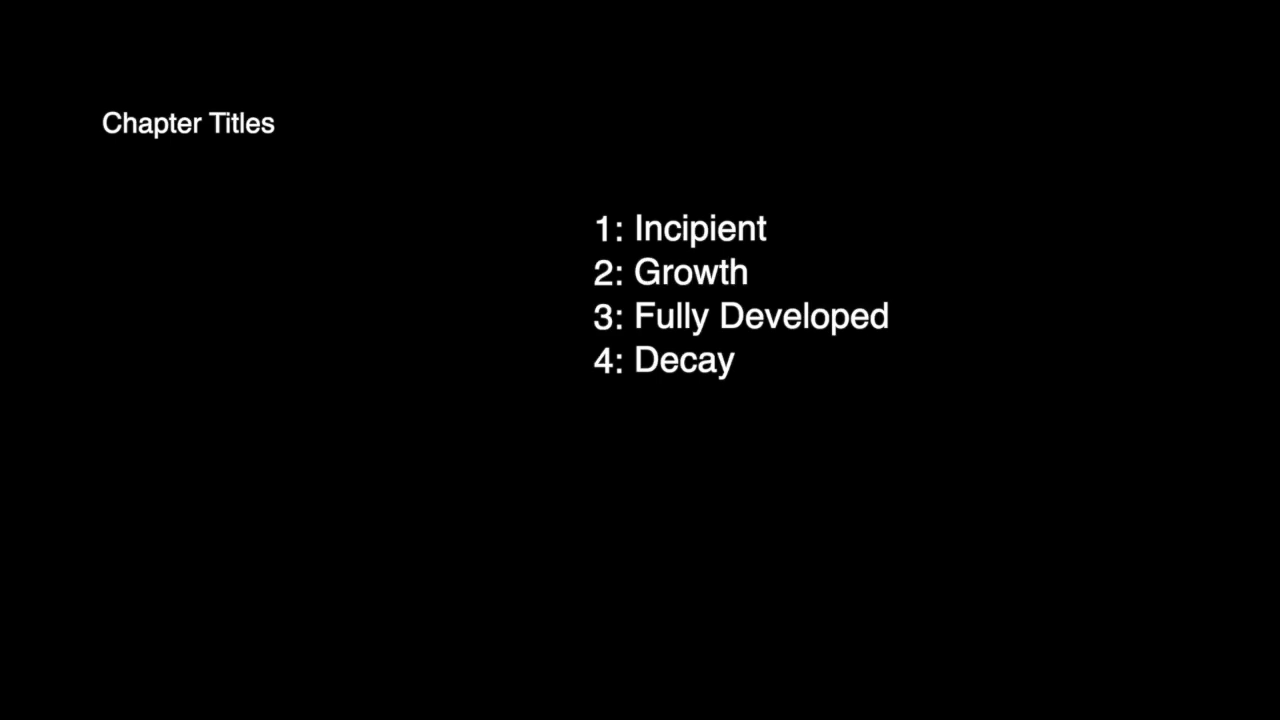 Chapter Titles
1: Incipient
2: Growth
3: Fully Developed
4: Decay